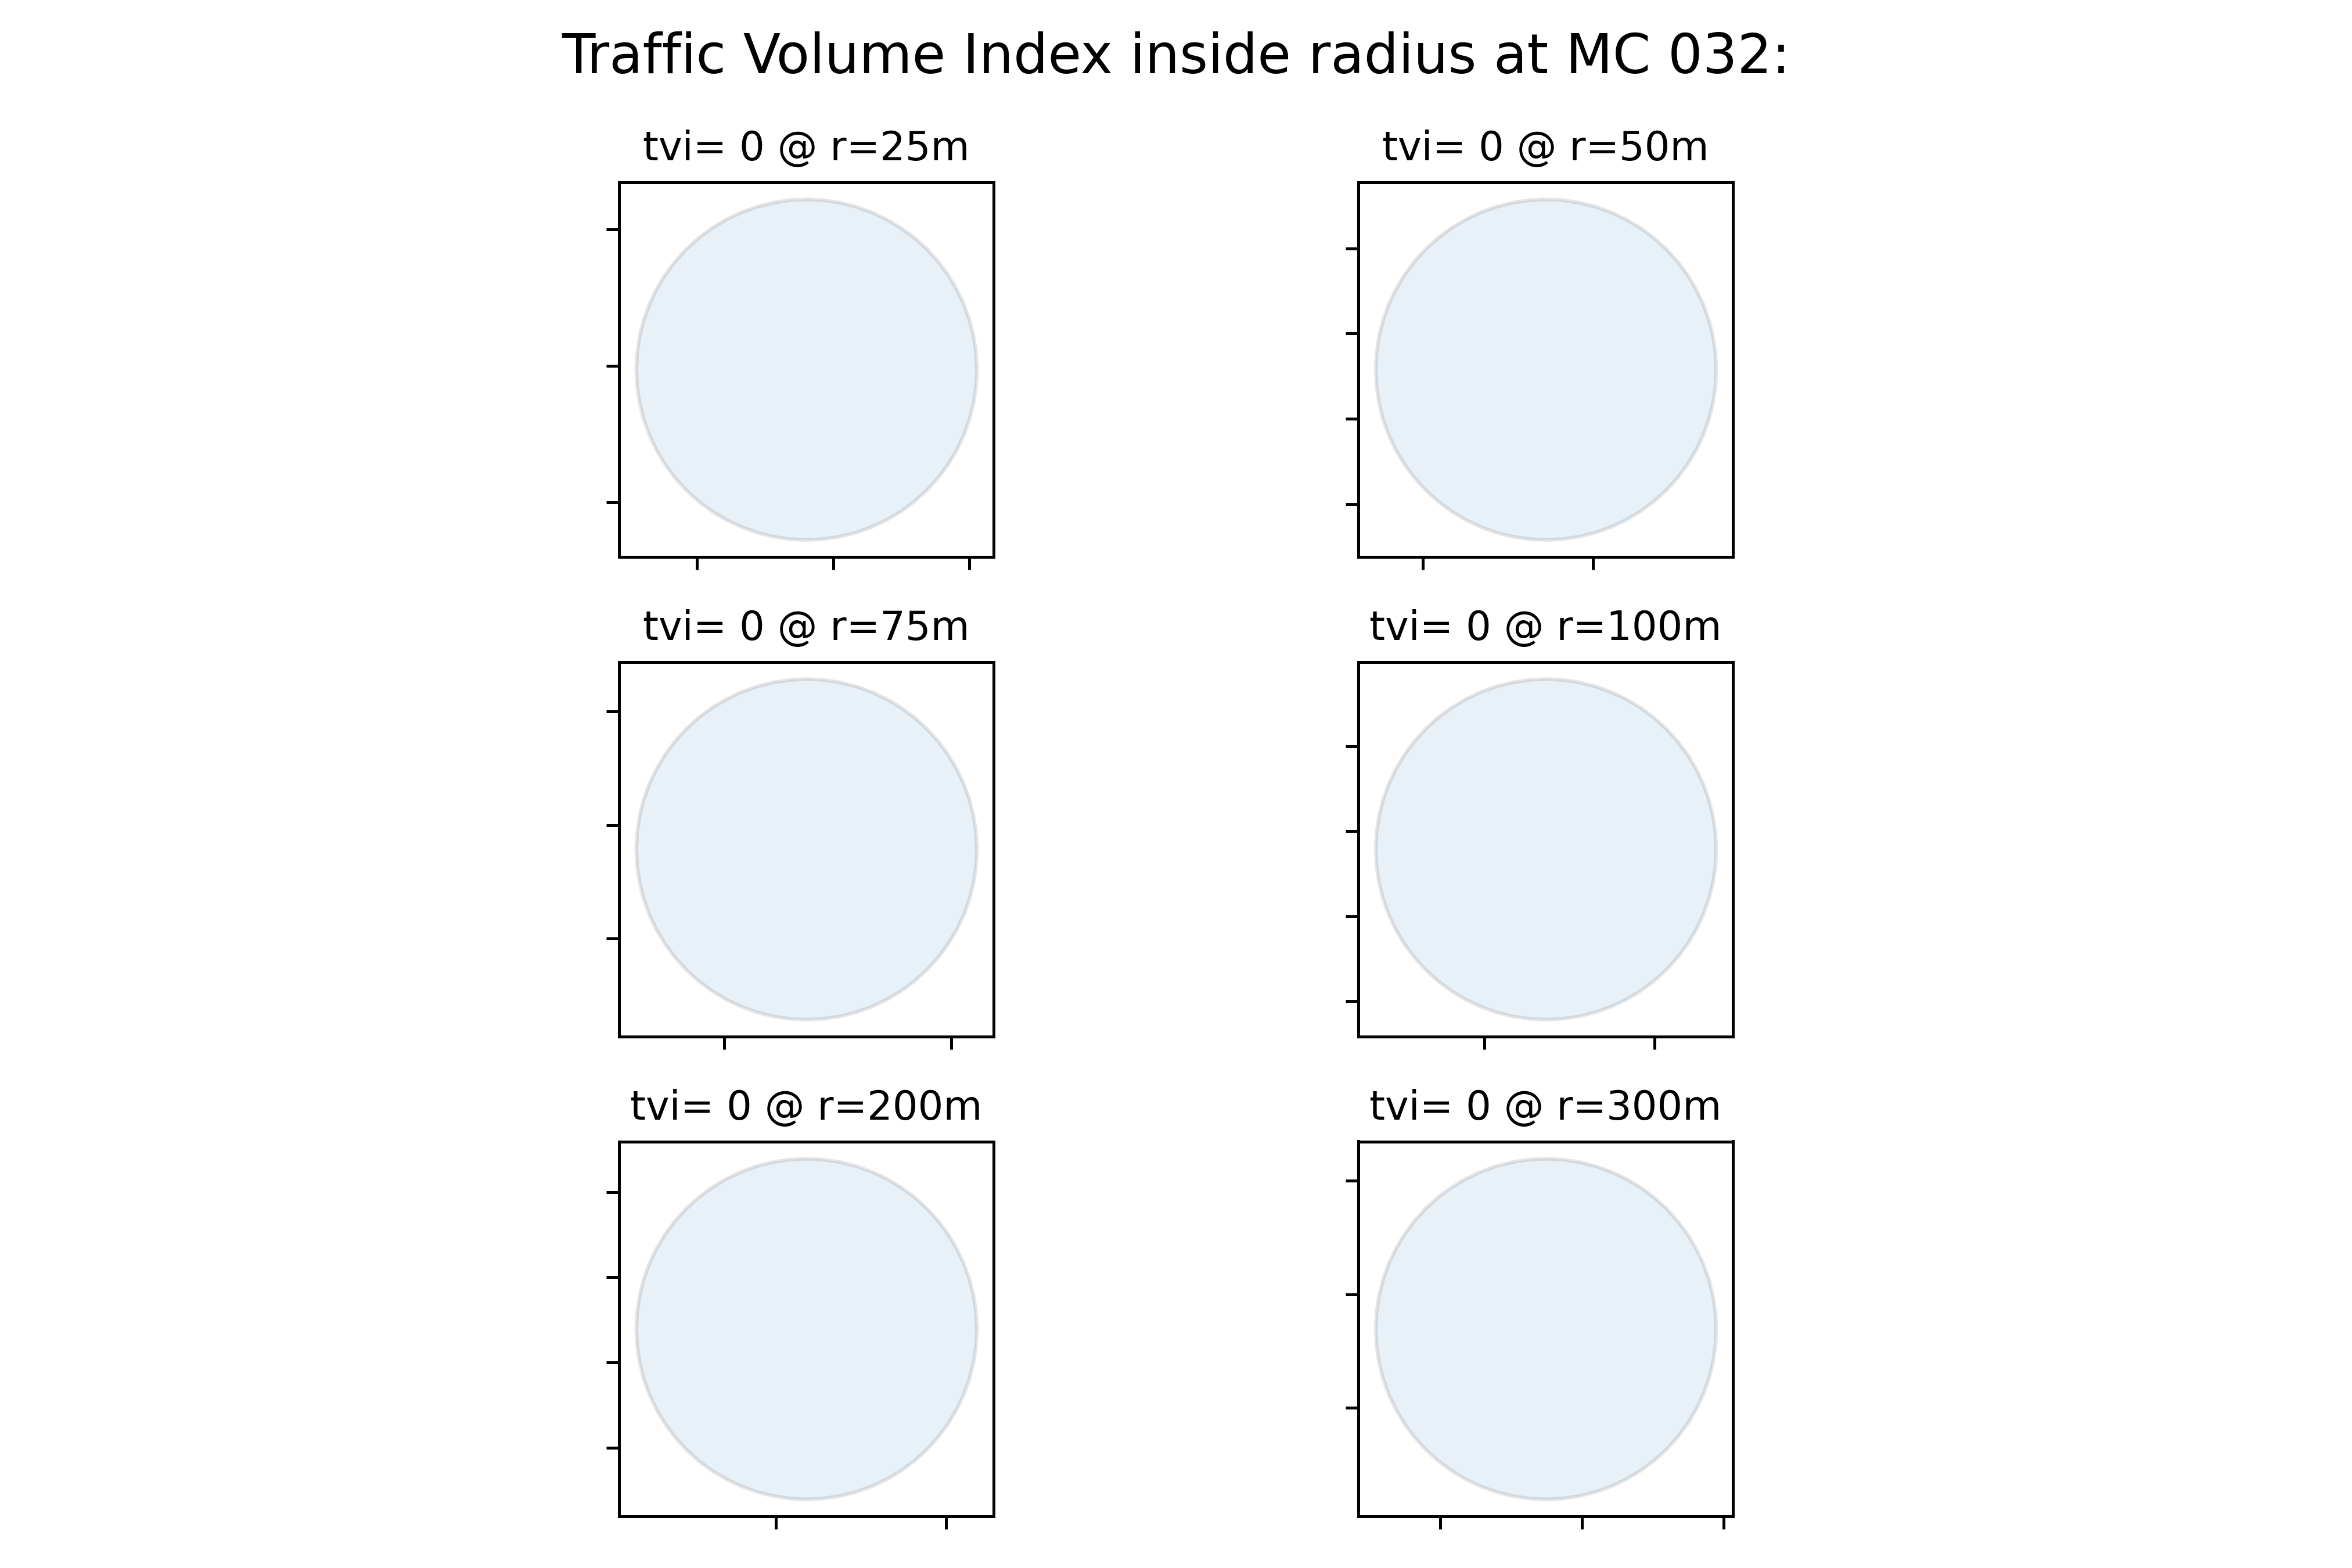 Traffic Volume Index inside radius at MC 032:
tvi= 0 @ r=25m
tvi= 0 @ r=50m
tvi= 0 @ r=75m
tvi= 0 @ r=100m
tvi= 0 @ r=200m
tvi= 0 @ r=300m